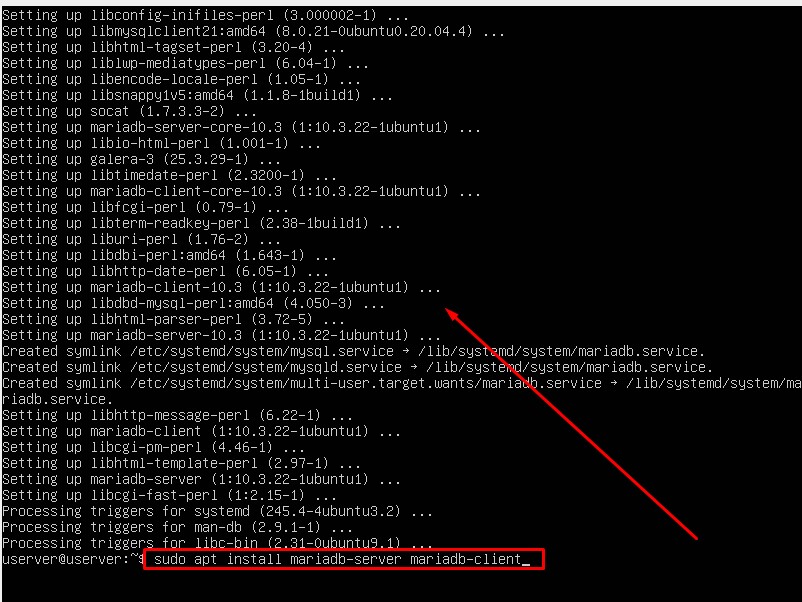 Setting up libconfig-inifiles-perl (3.000002-1) ...
Setting up libmysqlclient21:amd64 (8.0.21-0ubuntu0.20.04.4) ...
Setting up libhtml-tagset-perl (3.20-4) ...
Setting up liblwp-mediatypes-perl (6.04-1) ...
Setting up libencode-locale-perl (1.05-1) ...
Setting up libsnappy1v5:amd64 (1.1.8-1build1) ...
Setting up socat (1.7.3.3-2) ...
Setting up mariadb-server-core-10.3 (1:10.3.22-1ubuntu1) ...
Setting up libio-html-perl (1.001-1) ...
Setting up galera-3 (25.3.29-1) ...
Setting up libtimedate-perl (2.3200-1) ...
Setting up mariadb-client-core-10.3 (1:10.3.22-1ubuntu1) ...
Setting up libfcgi-perl (0.79-1) ...
Setting up libterm-readkey-perl (2.38-1build1) ...
Setting up liburi-perl (1.76-2) ...
Setting up libdbi-perl:amd64 (1.643-1) ...
Setting up libhttp-date-perl (6.05-1) ...
Setting up mariadb-client-10.3 (1:10.3.22-1ubuntu1) ...
Setting up libdbd-mysql-perl:amd64 (4.050-3) ...
Setting up libhtml-parser-perl (3.72-5) ...
Setting up mariadb-server-10.3 (1:10.3.22-1ubuntu1) ...
Created symlink /etc/systemd/system/mysql.service → /lib/systemd/system/mariadb.service.
Created symlink /etc/systemd/system/mysqld.service → /lib/systemd/system/mariadb.service.
Created symlink /etc/systemd/system/multi-user.target.wants/mariadb.service → /lib/systemd/system/ma
riadb.service.
Setting up libhttp-message-perl (6.22-1) ...
Setting up mariadb-client (1:10.3.22-1ubuntu1) ...
Setting up libcgi-pm-perl (4.46-1) ...
Setting up libhtml-template-perl (2.97-1) ...
Setting up mariadb-server (1:10.3.22-1ubuntu1) ...
Setting up libcgi-fast-perl (1:2.15-1) ...
Processing triggers for systemd (245.4-4ubuntu3.2) ...
Processing triggers for man-db (2.9.1-1) ...
Processing triggers for libc-bin (2.31-0ubuntu9.1) ...
userver@userver:~$ sudo apt install mariadb-server mariadb-client_